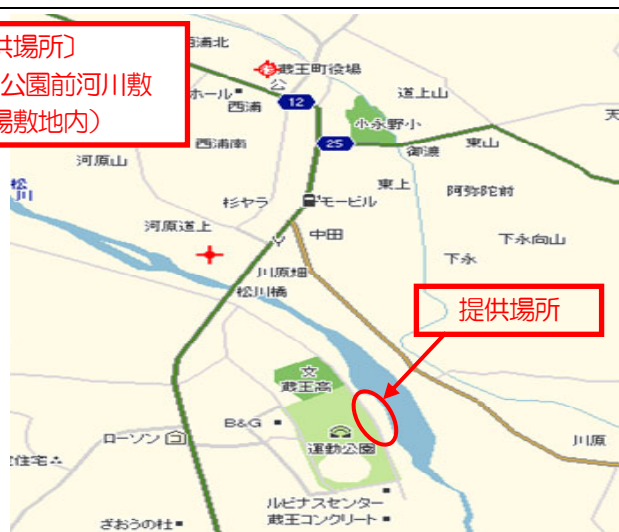 供場所〕
公園前河川敷
場敷地内）
西浦北
蔵王町役場
公
ホール
西浦
12
道上山
天
小永野小
西浦南
25
御渡
東山
河原山
松川
東上
阿弥陀前
杉ヤラ
モービル
河原道上
中田
下永向山
下永
川原畑
松川橋
提供場所
文
蔵王高
B&G
ローソン
運動公園
川原
住宅
ルピナスセンター
ざおうの杜
蔵王コンクリート